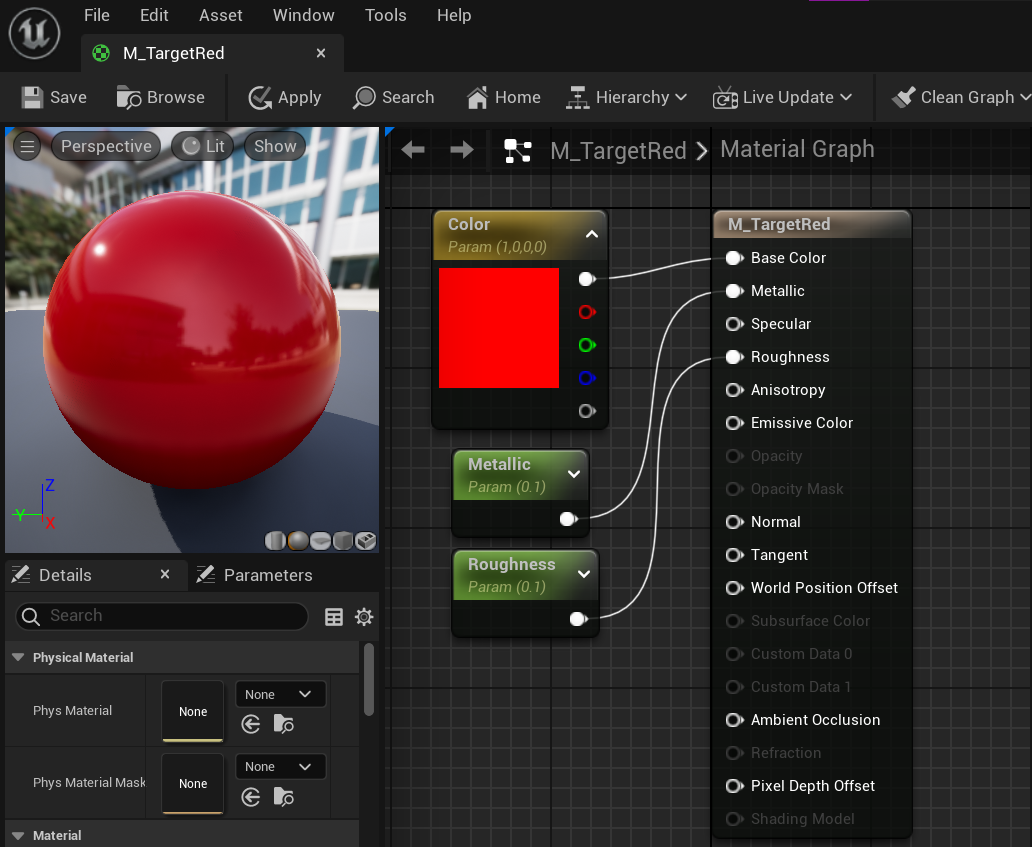 File Edit Asset Window Tools Help
M_TargetRed
Save Browse Apply Search Home Hierarchy Live Update Clean Graph
Perspective Lit Show
M_TargetRed Material Graph
Color
Param (1,0,0,0)
Metallic
Param (0.1)
Roughness
Param (0.1)
M_TargetRed
Base Color
Metallic
Specular
Roughness
Anisotropy
Emissive Color
Opacity
Opacity Mask
Normal
Tangent
World Position Offset
Subsurface Color
Custom Data 0
Custom Data 1
Ambient Occlusion
Refraction
Pixel Depth Offset
Shading Model
Z
Y
X
Details Parameters
Search
Physical Material
Phys Material None None
Phys Material Mask None None
Material